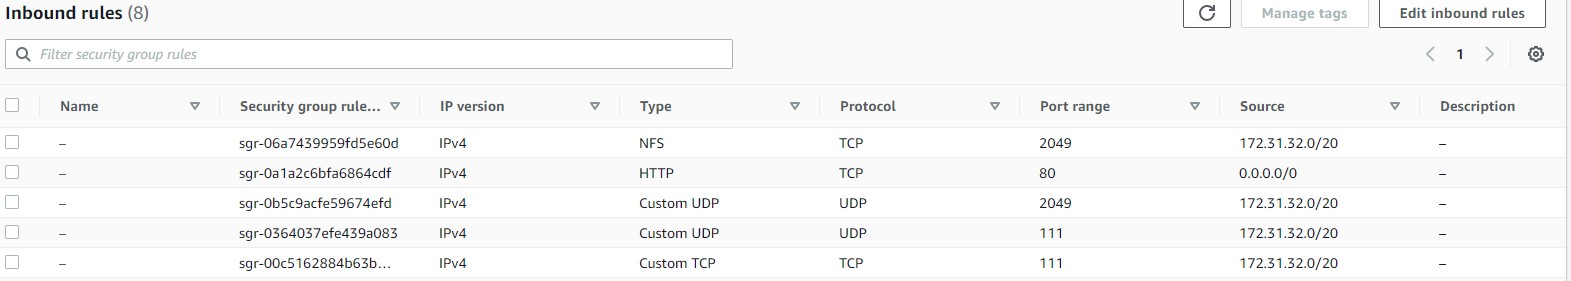 Inbound rules (8)
Manage tags
Edit inbound rules
Filter security group rules
1
Name Security group rule... IP version Type Protocol Port range Source Description
– sgr-06a7439959fd5e60d IPv4 NFS TCP 2049 172.31.32.0/20 –
– sgr-0a1a2c6bfa6864cdf IPv4 HTTP TCP 80 0.0.0.0/0 –
– sgr-0b5c9acfe59674efd IPv4 Custom UDP UDP 2049 172.31.32.0/20 –
– sgr-0364037efe439a083 IPv4 Custom UDP UDP 111 172.31.32.0/20 –
– sgr-00c5162884b63b... IPv4 Custom TCP TCP 111 172.31.32.0/20 –